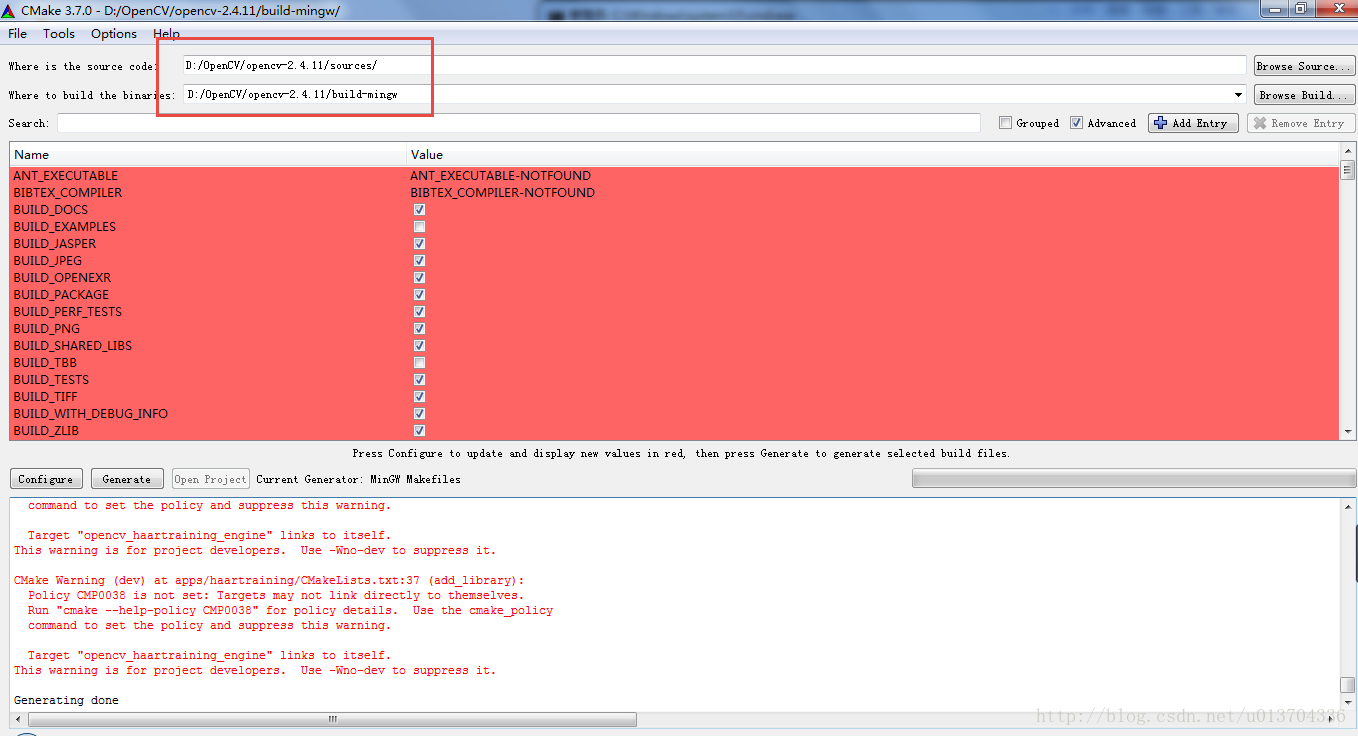 CMake 3.7.0 - D:/OpenCV/opencv-2.4.11/build-mingw/
File Tools Options Help
Where is the source code: D:/OpenCV/opencv-2.4.11/sources/ Browse Source...
Where to build the binaries: D:/OpenCV/opencv-2.4.11/build-mingw Browse Build...
Search: Grouped Advanced Add Entry Remove Entry
Name Value
ANT_EXECUTABLE ANT_EXECUTABLE-NOTFOUND
BIBTEX_COMPILER BIBTEX_COMPILER-NOTFOUND
BUILD_DOCS
BUILD_EXAMPLES
BUILD_JASPER
BUILD_JPEG
BUILD_OPENEXR
BUILD_PACKAGE
BUILD_PERF_TESTS
BUILD_PNG
BUILD_SHARED_LIBS
BUILD_TBB
BUILD_TESTS
BUILD_TIFF
BUILD_WITH_DEBUG_INFO
BUILD_ZLIB
Press Configure to update and display new values in red, then press Generate to generate selected build files.
Configure Generate Open Project Current Generator: MinGW Makefiles
command to set the policy and suppress this warning.
Target "opencv_haartraining_engine" links to itself.
This warning is for project developers. Use -Wno-dev to suppress it.
CMake Warning (dev) at apps/haartraining/CMakeLists.txt:37 (add_library):
Policy CMP0038 is not set: Targets may not link directly to themselves.
Run "cmake --help-policy CMP0038" for policy details. Use the cmake_policy
command to set the policy and suppress this warning.
Target "opencv_haartraining_engine" links to itself.
This warning is for project developers. Use -Wno-dev to suppress it.
Generating done
http://blog.csdn.net/u013704336